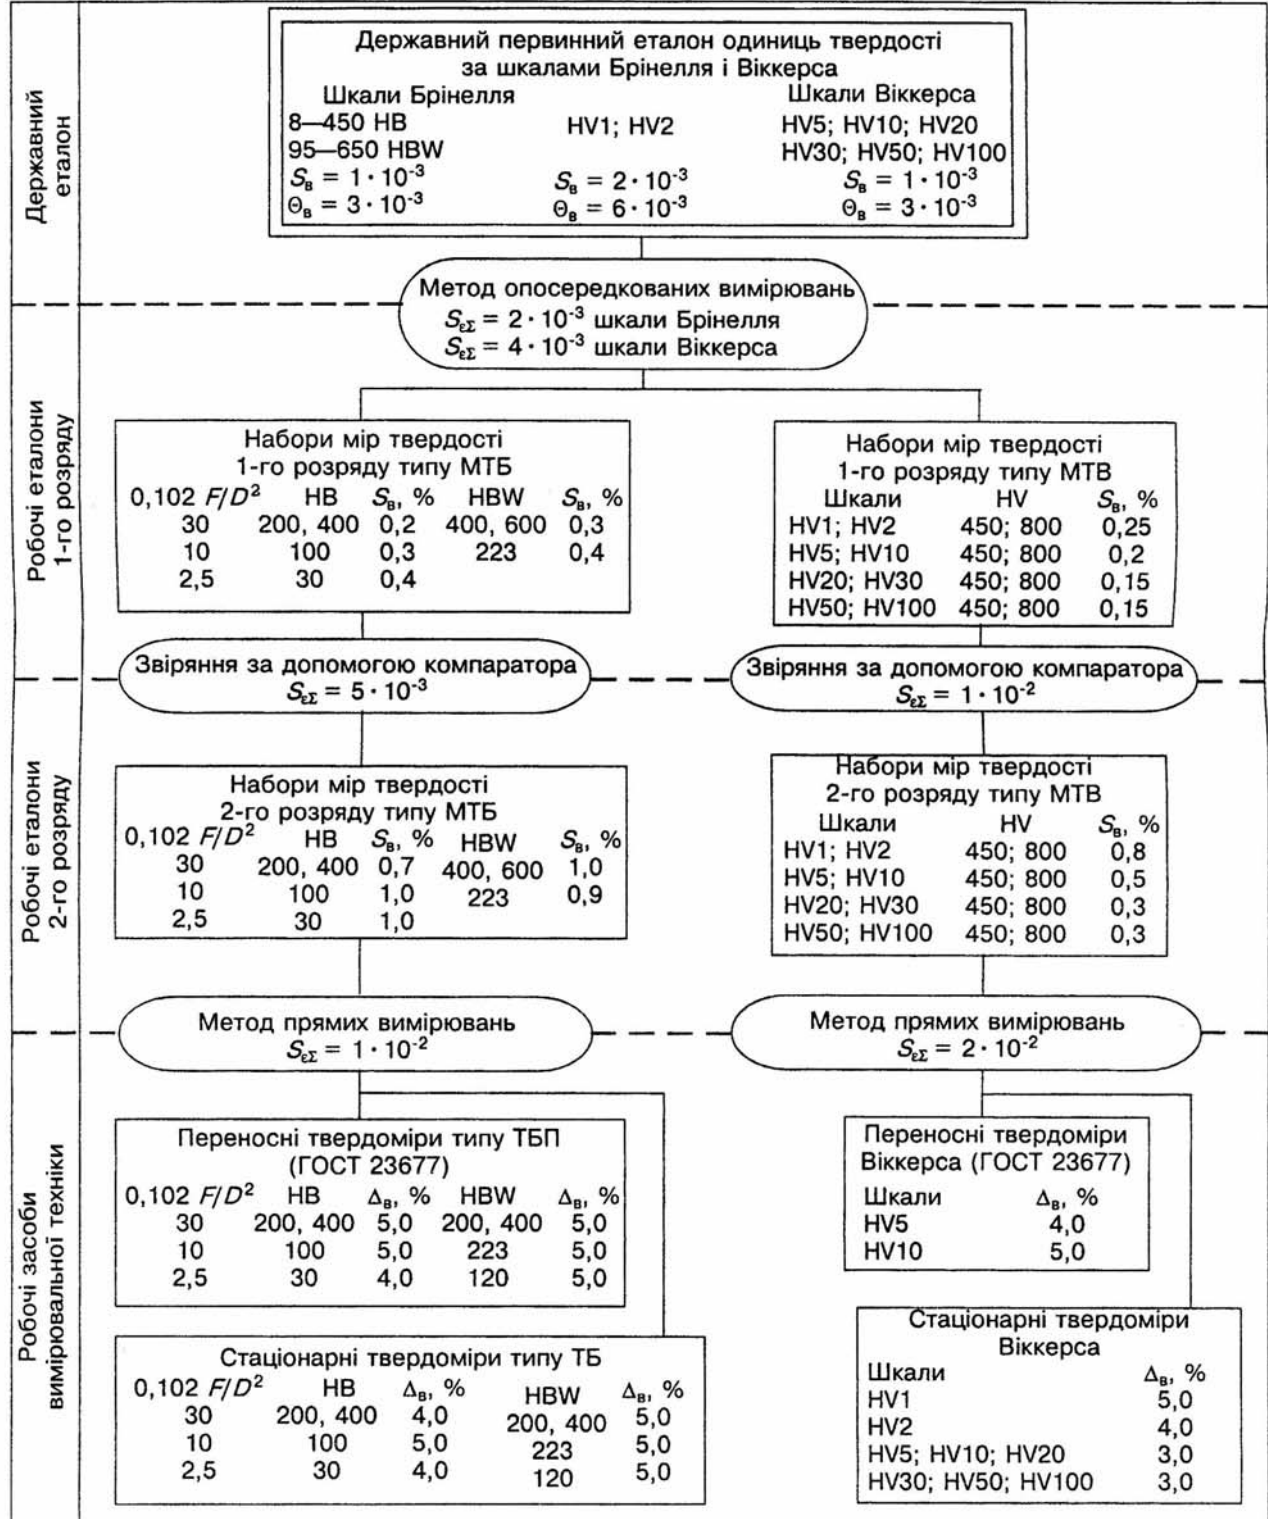 Державний еталон
Державний первинний еталон одиниць твердості
за шкалами Брінелля і Віккерса
Шкали Брінелля Шкали Віккерса
8—450 HB HV1; HV2 HV5; HV10; HV20
95—650 HBW HV30; HV50; HV100
Sв = 1 · 10⁻³ Sв = 2 · 10⁻³ Sв = 1 · 10⁻³
Θв = 3 · 10⁻³ Θв = 6 · 10⁻³ Θв = 3 · 10⁻³
Метод опосередкованих вимірювань
SεΣ = 2 · 10⁻³ шкали Брінелля
SεΣ = 4 · 10⁻³ шкали Віккерса
Робочі еталони
1-го розряду
Набори мір твердості
1-го розряду типу МТБ
0,102 F/D² HB Sв, % HBW Sв, %
30 200, 400 0,2 400, 600 0,3
10 100 0,3 223 0,4
2,5 30 0,4
Набори мір твердості
1-го розряду типу МТВ
Шкали HV Sв, %
HV1; HV2 450; 800 0,25
HV5; HV10 450; 800 0,2
HV20; HV30 450; 800 0,15
HV50; HV100 450; 800 0,15
Звіряння за допомогою компаратора
SεΣ = 5 · 10⁻³
Звіряння за допомогою компаратора
SεΣ = 1 · 10⁻²
Робочі еталони
2-го розряду
Набори мір твердості
2-го розряду типу МТБ
0,102 F/D² HB Sв, % HBW Sв, %
30 200, 400 0,7 400, 600 1,0
10 100 1,0 223 0,9
2,5 30 1,0
Набори мір твердості
2-го розряду типу МТВ
Шкали HV Sв, %
HV1; HV2 450; 800 0,8
HV5; HV10 450; 800 0,5
HV20; HV30 450; 800 0,3
HV50; HV100 450; 800 0,3
Метод прямих вимірювань
SεΣ = 1 · 10⁻²
Метод прямих вимірювань
SεΣ = 2 · 10⁻²
Робочі засоби
вимірювальної техніки
Переносні твердоміри типу ТБП
(ГОСТ 23677)
0,102 F/D² HB Δв, % HBW Δв, %
30 200, 400 5,0 200, 400 5,0
10 100 5,0 223 5,0
2,5 30 4,0 120 5,0
Переносні твердоміри
Віккерса (ГОСТ 23677)
Шкали Δв, %
HV5 4,0
HV10 5,0
Стаціонарні твердоміри типу ТБ
0,102 F/D² HB Δв, % HBW Δв, %
30 200, 400 4,0 200, 400 5,0
10 100 5,0 223 5,0
2,5 30 4,0 120 5,0
Стаціонарні твердоміри
Віккерса
Шкали Δв, %
HV1 5,0
HV2 4,0
HV5; HV10; HV20 3,0
HV30; HV50; HV100 3,0